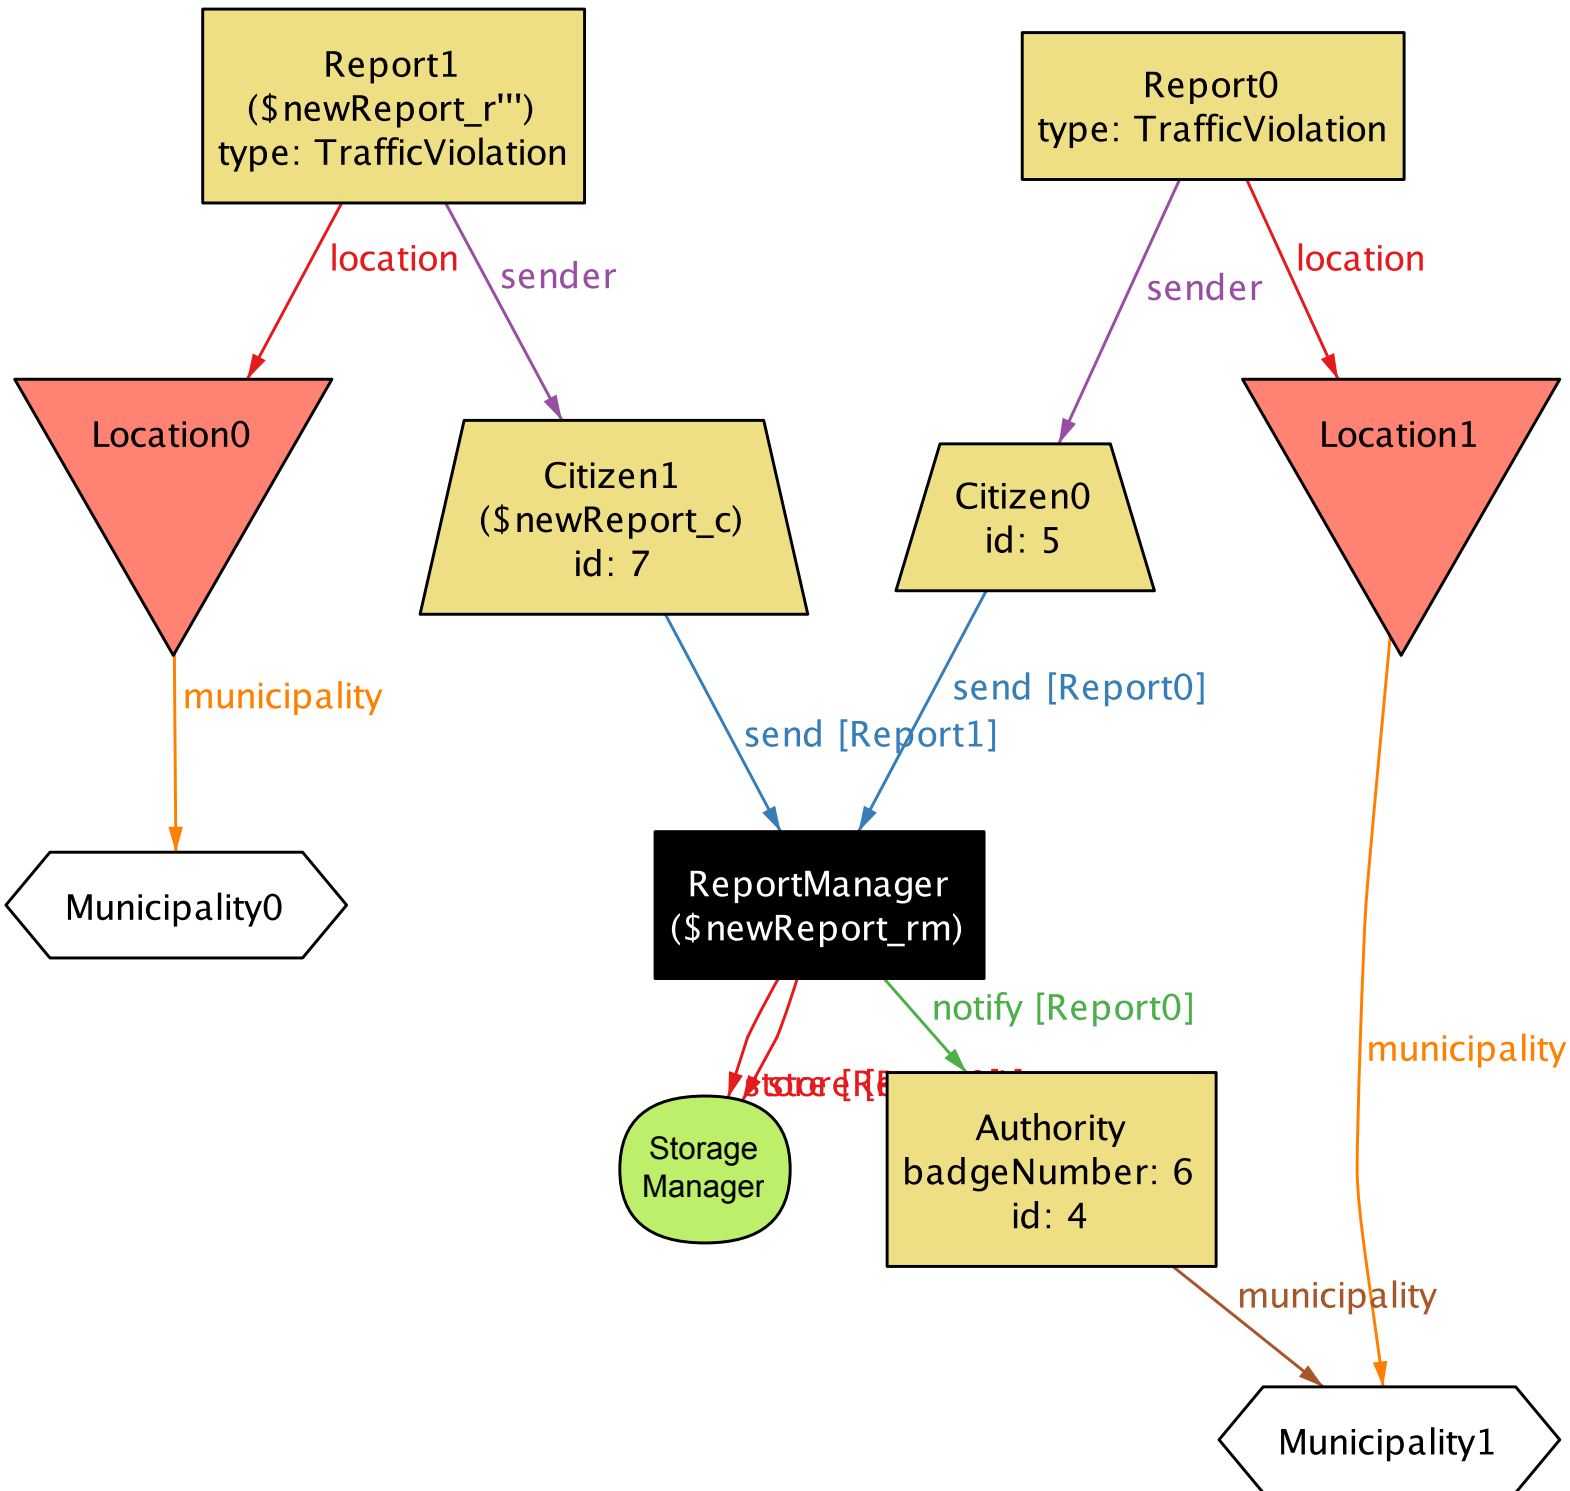 Report1
($newReport_r''')
type: TrafficViolation
Report0
type: TrafficViolation
location
sender
sender
location
Location0
Citizen1
($newReport_c)
id: 7
Citizen0
id: 5
Location1
municipality
send [Report1]
send [Report0]
Municipality0
ReportManager
($newReport_rm)
notify [Report0]
municipality
store
store
Storage
Manager
Authority
badgeNumber: 6
id: 4
municipality
Municipality1